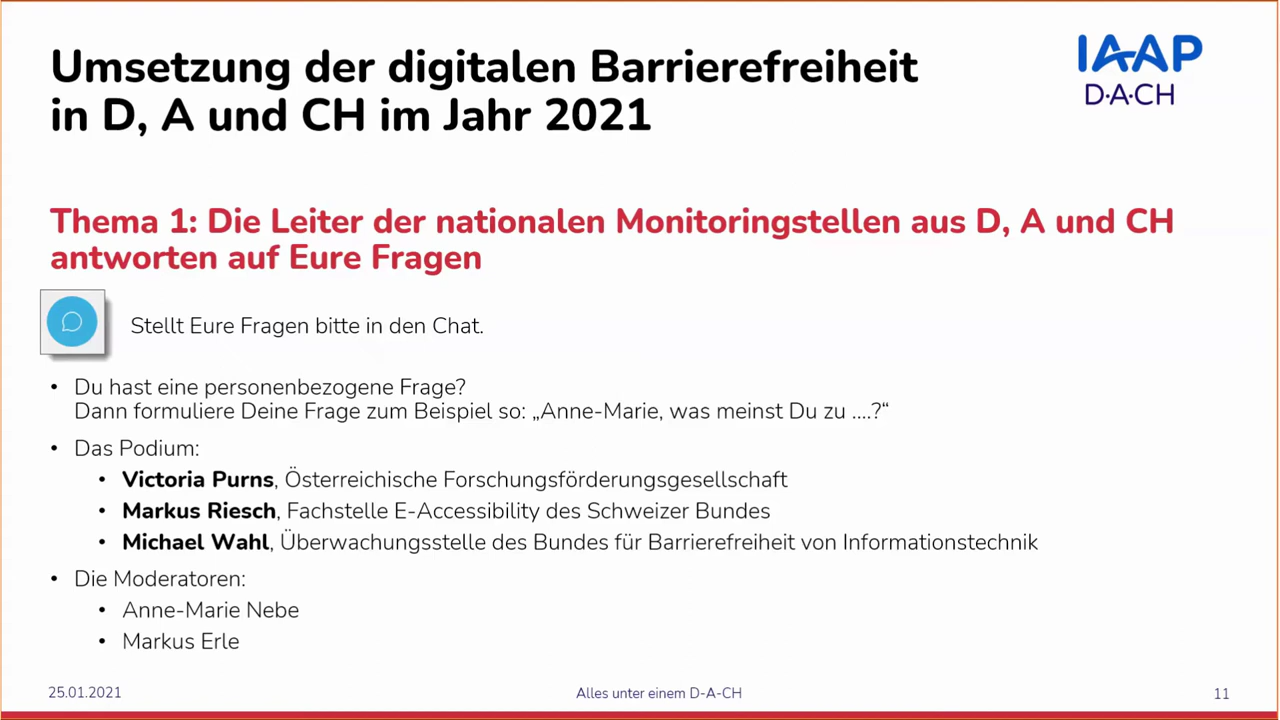 Umsetzung der digitalen Barrierefreiheit
in D, A und CH im Jahr 2021
IAAP
D·A·CH
Thema 1: Die Leiter der nationalen Monitoringstellen aus D, A und CH
antworten auf Eure Fragen
Stellt Eure Fragen bitte in den Chat.
• Du hast eine personenbezogene Frage?
Dann formuliere Deine Frage zum Beispiel so: „Anne-Marie, was meinst Du zu ....?“
• Das Podium:
• Victoria Purns, Österreichische Forschungsförderungsgesellschaft
• Markus Riesch, Fachstelle E-Accessibility des Schweizer Bundes
• Michael Wahl, Überwachungsstelle des Bundes für Barrierefreiheit von Informationstechnik
• Die Moderatoren:
• Anne-Marie Nebe
• Markus Erle
25.01.2021
Alles unter einem D-A-CH
11